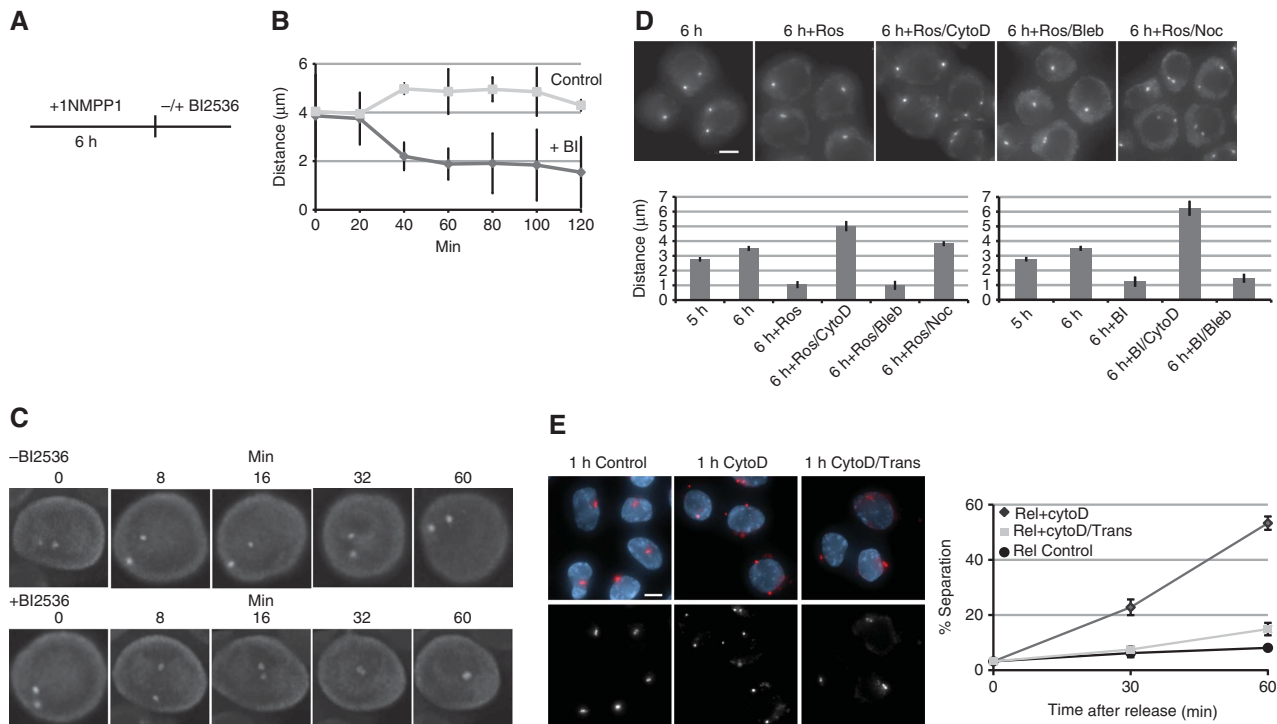 A
+1NMPP1
–/+ BI2536
6 h
B
6
4
2
0
Distance (μm)
Control
+ BI
0 20 40 60 80 100 120
Min
C
–BI2536
Min
0 8 16 32 60
+BI2536
Min
0 8 16 32 60
D
6 h
6 h+Ros
6 h+Ros/CytoD
6 h+Ros/Bleb
6 h+Ros/Noc
7
6
5
4
3
2
1
0
Distance (μm)
5 h
6 h
6 h+Ros
6 h+Ros/CytoD
6 h+Ros/Bleb
6 h+Ros/Noc
7
6
5
4
3
2
1
0
5 h
6 h
6 h+BI
6 h+BI/CytoD
6 h+BI/Bleb
E
1 h Control
1 h CytoD
1 h CytoD/Trans
60
40
20
0
% Separation
Rel+cytoD
Rel+cytoD/Trans
Rel Control
0 30 60
Time after release (min)